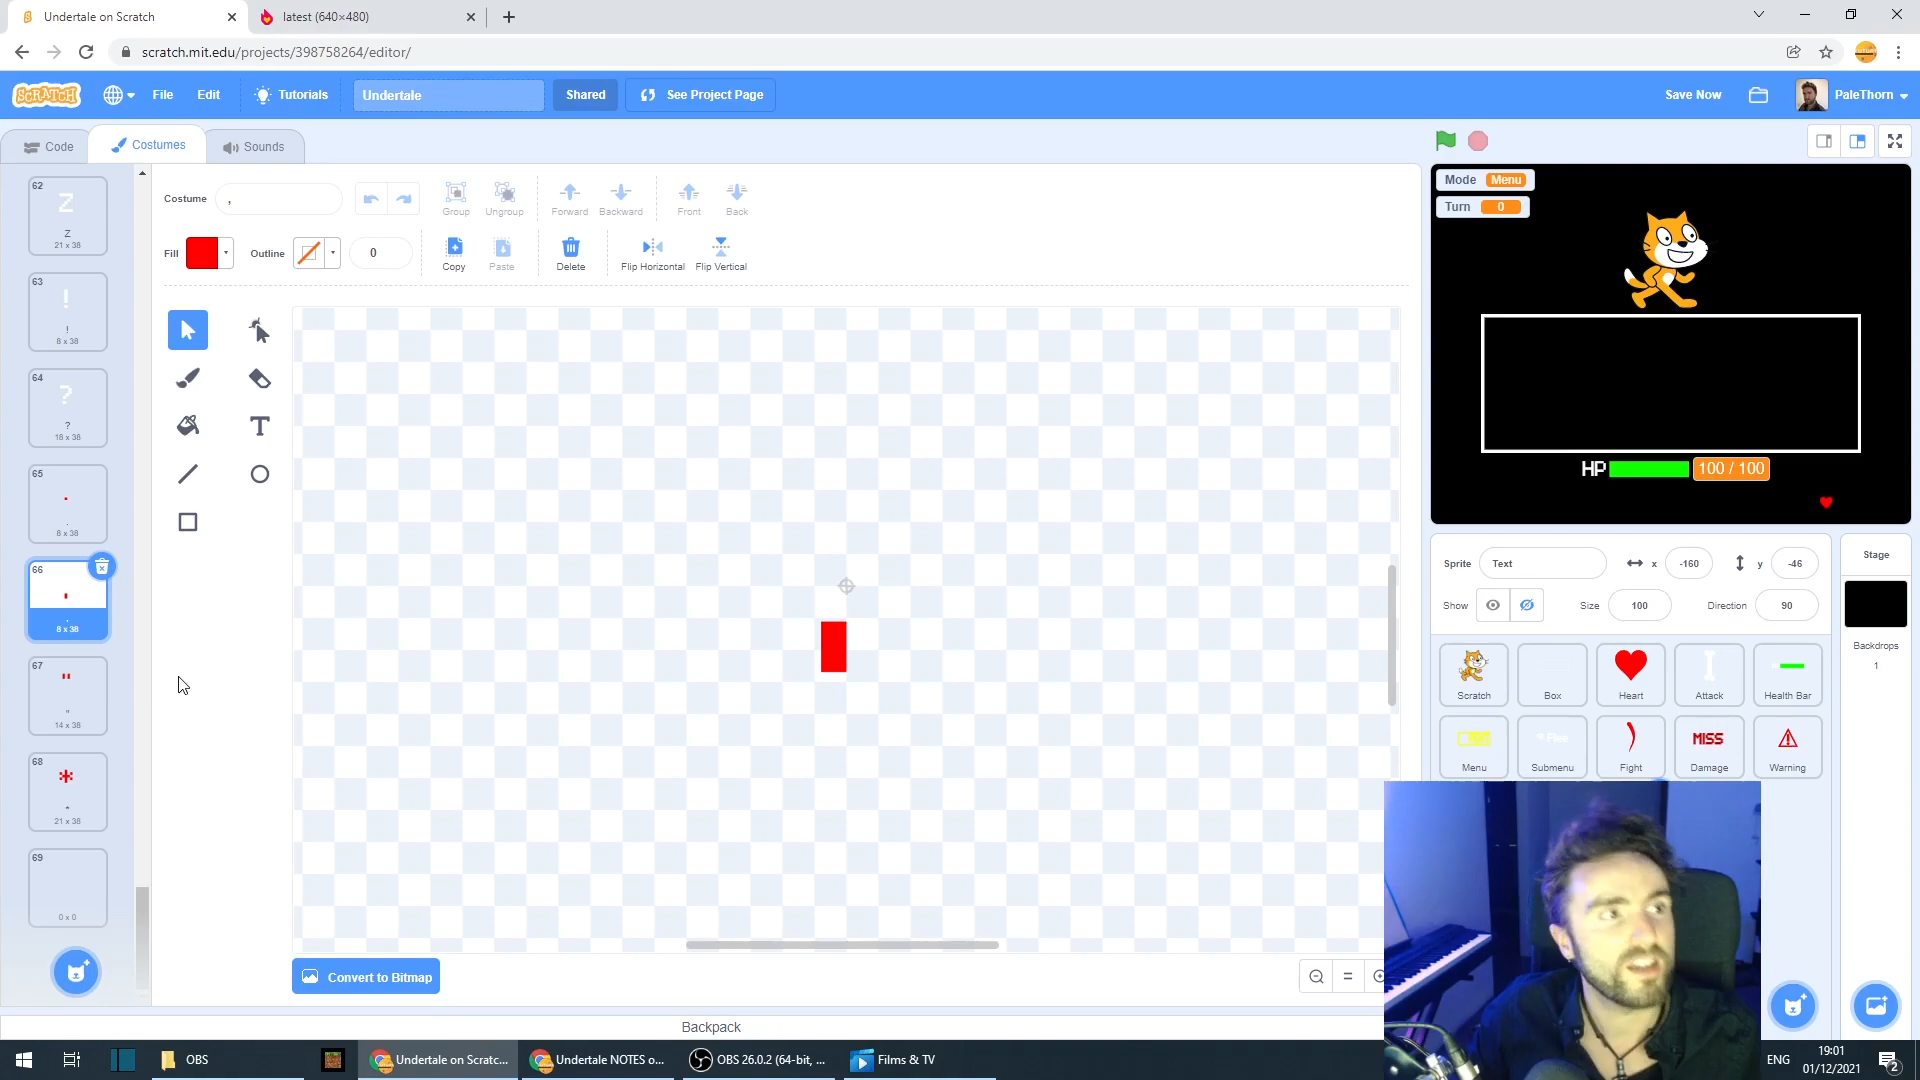 Undertale on Scratch
latest (640×480)
scratch.mit.edu/projects/398758264/editor/
SCRATCH
File
Edit
Tutorials
Undertale
Shared
See Project Page
Save Now
PaleThorn
Code
Costumes
Sounds
62
Z
Z
21 x 38
63
!
!
8 x 38
64
?
?
18 x 38
65
.
.
8 x 38
66
,
,
8 x 38
67
"
"
14 x 38
68
*
*
21 x 38
69
0 x 0
Costume
,
Group
Ungroup
Forward
Backward
Front
Back
Fill
Outline
0
Copy
Paste
Delete
Flip Horizontal
Flip Vertical
T
Convert to Bitmap
Backpack
Mode Menu
Turn 0
HP 100 / 100
Sprite
Text
x
-160
y
-46
Show
Size
100
Direction
90
Stage
Backdrops
1
Scratch
Box
Heart
Attack
Health Bar
Menu
Flee
Submenu
Fight
MISS
Damage
Warning
OBS
Undertale on Scratc...
Undertale NOTES o...
OBS 26.0.2 (64-bit, ...
Films & TV
ENG
19:01
01/12/2021
2